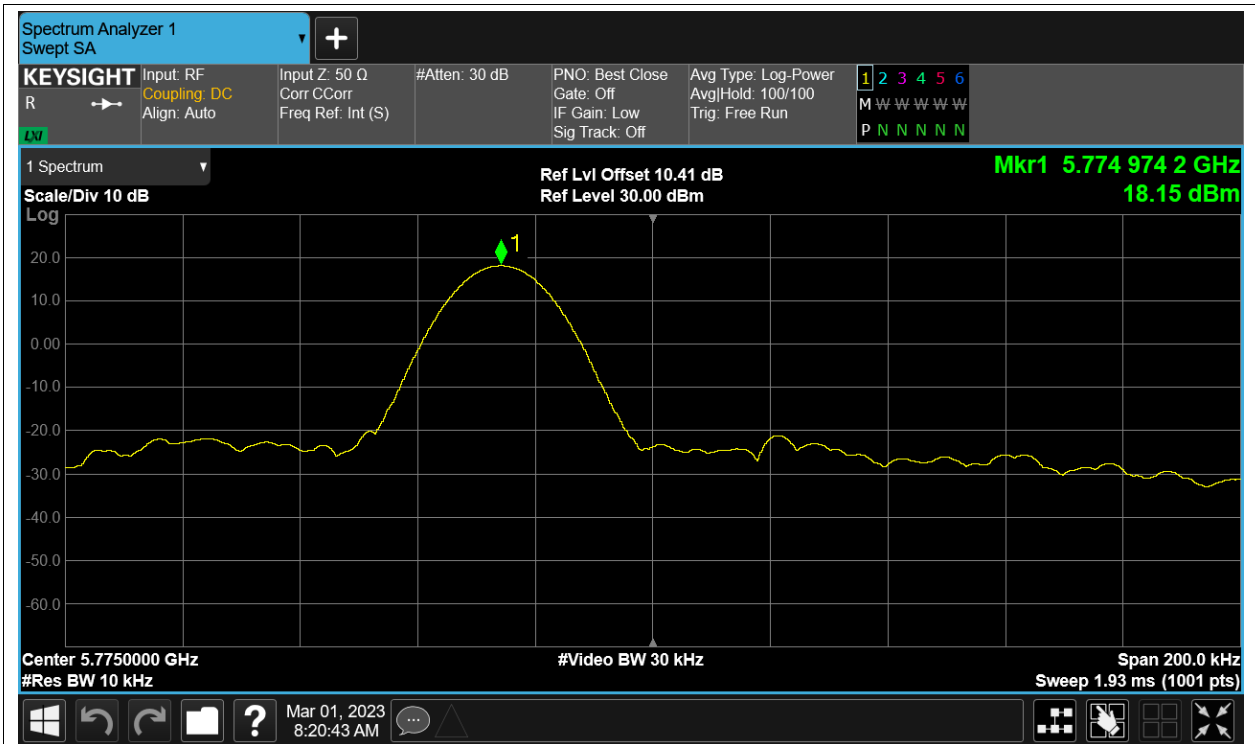 Spectrum Analyzer 1
Swept SA
KEYSIGHT
R
LXI
Input: RF
Coupling: DC
Align: Auto
Input Z: 50 Ω
Corr CCorr
Freq Ref: Int (S)
#Atten: 30 dB
PNO: Best Close
Gate: Off
IF Gain: Low
Sig Track: Off
Avg Type: Log-Power
Avg|Hold: 100/100
Trig: Free Run
1 2 3 4 5 6
M W W W W W
P N N N N N
1 Spectrum
Scale/Div 10 dB
Log
Ref Lvl Offset 10.41 dB
Ref Level 30.00 dBm
Mkr1 5.774 974 2 GHz
18.15 dBm
1
20.0
10.0
0.00
-10.0
-20.0
-30.0
-40.0
-50.0
-60.0
Center 5.7750000 GHz
#Res BW 10 kHz
#Video BW 30 kHz
Span 200.0 kHz
Sweep 1.93 ms (1001 pts)
?
Mar 01, 2023
8:20:43 AM